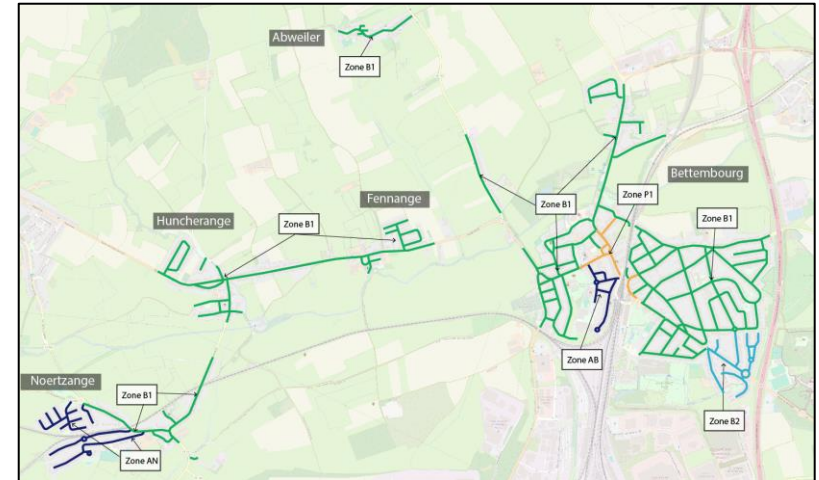 Abweiler
Zone B1
Bettembourg
Fennange
Zone P1
Huncherange
Zone B1
Zone B1
Zone B1
Zone AB
Noertzange
Zone B1
Zone B2
Zone AN